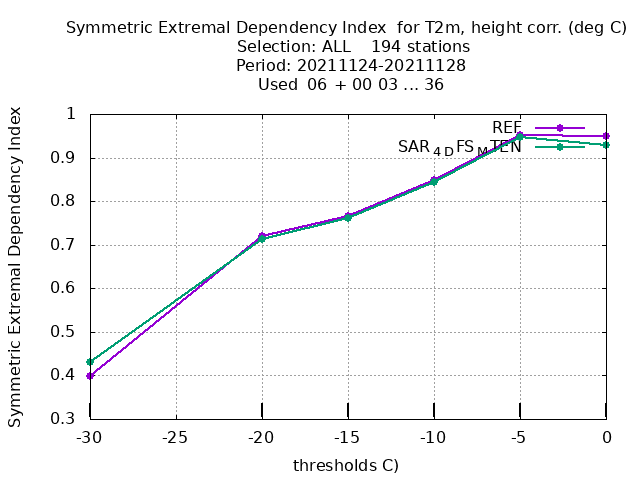 Symmetric Extremal Dependency Index for T2m, height corr. (deg C)
Selection: ALL 194 stations
Period: 20211124-20211128
Used 06 + 00 03 ... 36
Symmetric Extremal Dependency Index
1
0.9
0.8
0.7
0.6
0.5
0.4
0.3
REF
SAR4DFSMTEN
-30 -25 -20 -15 -10 -5 0
thresholds C)